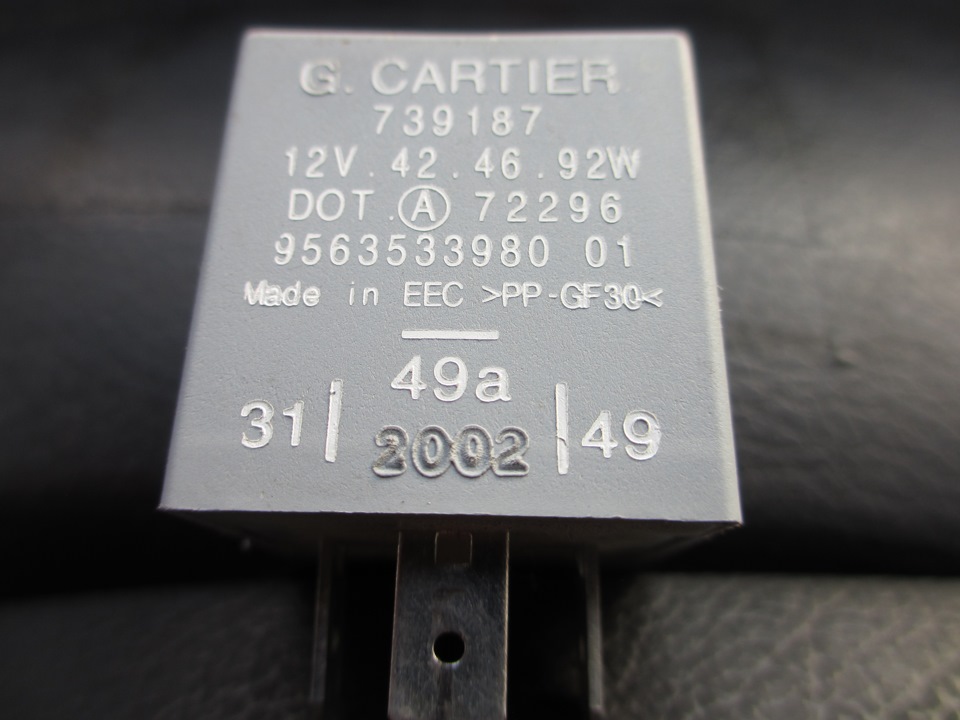 G. CARTIER
739187
12V.42.46.92W
DOT.Ⓐ 72296
9563533980 01
Made in EEC >PP-GF30<
49a
31 2002 49